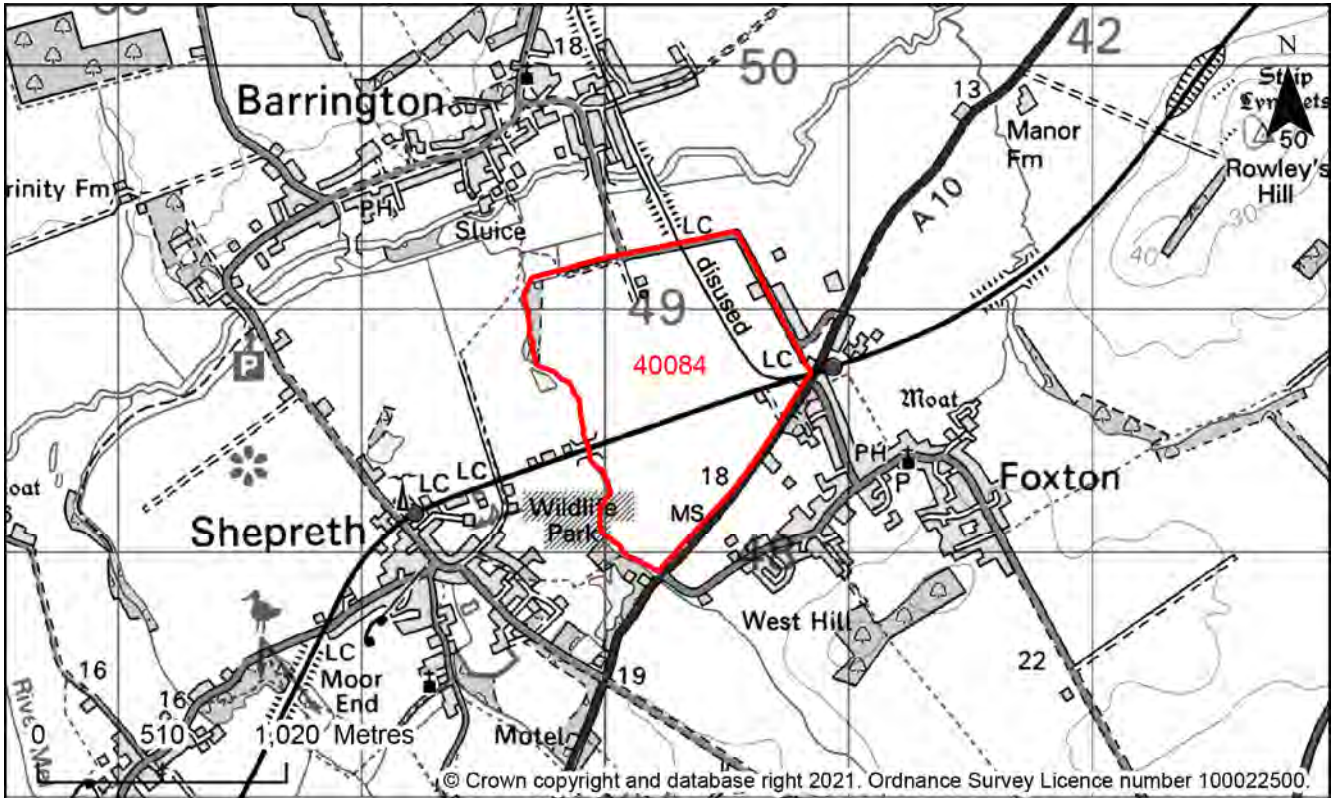 18
50
42
N
Barrington
13
Strip
Lynchets
Manor
Fm
50
Rowley's
Hill
rinity Fm
PH
A 10
30
Sluice
LC
40
disused
49
P
40084
LC
Moat
oat
LC
LC
PH
P
Foxton
Wildlife
Park
18
MS
Shepreth
West Hill
LC
Moor
End
16
16
19
22
0
510
1,020 Metres
Motel
© Crown copyright and database right 2021. Ordnance Survey Licence number 100022500.